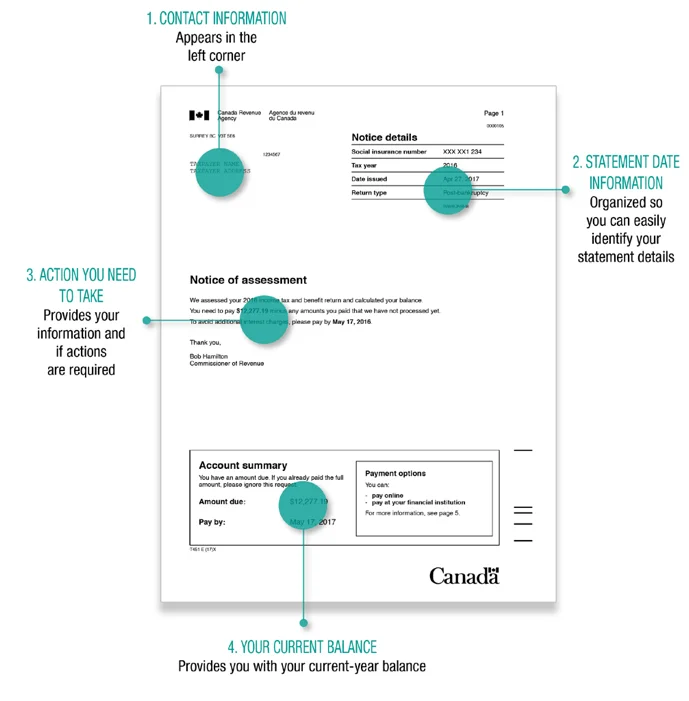 1. CONTACT INFORMATION
Appears in the
left corner
Canada Revenue Agency
Agence du revenu du Canada
Page 1
0000105
Notice details
SURREY BC V3T 5E6
Social insurance number XXX XX1 234
1234567
Tax year 2016
Date issued Apr 27, 2017
Return type Post-bankruptcy
2. STATEMENT DATE
INFORMATION
Organized so
you can easily
identify your
statement details
3. ACTION YOU NEED
TO TAKE
Provides your
information and
if actions
are required
Notice of assessment
We assessed your 2016 income tax and benefit return and calculated your balance.
You need to pay $12,277.19 minus any amounts you paid that we have not processed yet.
To avoid additional interest charges, please pay by May 17, 2016.
Thank you,
Bob Hamilton
Commissioner of Revenue
Account summary
You have an amount due. If you already paid the full
amount, please ignore this request.
Amount due: $12,277.19
Pay by: May 17, 2017
Payment options
You can:
- pay online
- pay at your financial institution
For more information, see page 5.
T451 E (17)X
Canada
4. YOUR CURRENT BALANCE
Provides you with your current-year balance